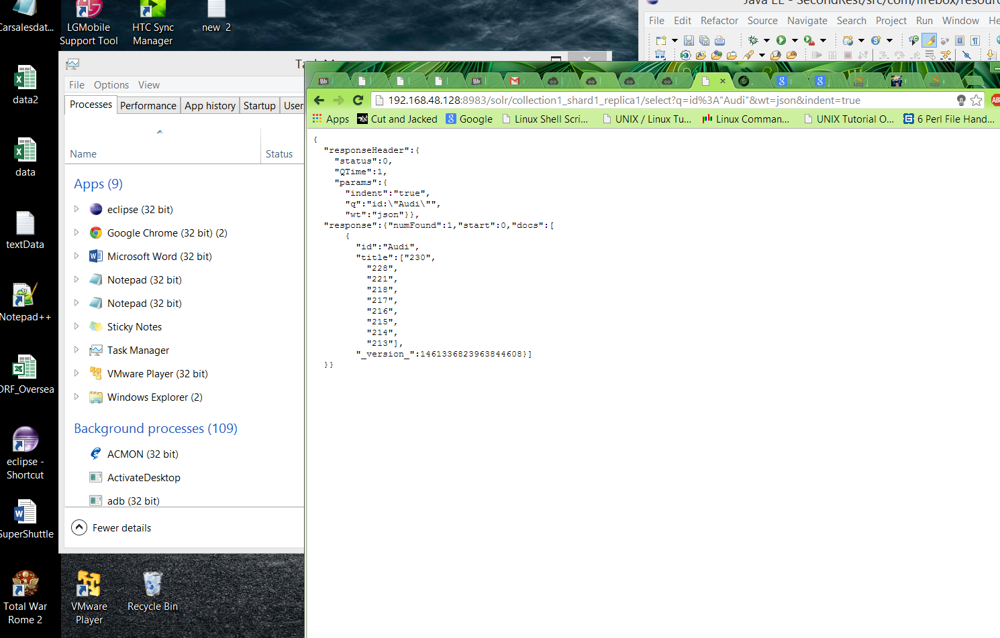 Carsalesdat...
LGMobile
Support Tool
HTC Sync
Manager
new 2
data2
data
textData
Notepad++
DRF_Oversea
eclipse -
Shortcut
SuperShuttle
Total War
Rome 2
VMware
Player
Recycle Bin
File Options View
Processes Performance App history Startup User
Name Status
Apps (9)
eclipse (32 bit)
Google Chrome (32 bit) (2)
Microsoft Word (32 bit)
Notepad (32 bit)
Notepad (32 bit)
Sticky Notes
Task Manager
VMware Player (32 bit)
Windows Explorer (2)
Background processes (109)
ACMON (32 bit)
ActivateDesktop
adb (32 bit)
Fewer details
Java EE - SecondRest/src/com/firebox/resour
File Edit Refactor Source Navigate Search Project Run Window He
192.168.48.128:8983/solr/collection1_shard1_replica1/select?q=id%3A"Audi"&wt=json&indent=true
Apps Cut and Jacked Google Linux Shell Scri... UNIX / Linux Tu... Linux Comman... UNIX Tutorial O... 6 Perl File Hand...
{
"responseHeader":{
"status":0,
"QTime":1,
"params":{
"indent":"true",
"q":"id:\"Audi\"",
"wt":"json"}},
"response":{"numFound":1,"start":0,"docs":[
{
"id":"Audi",
"title":["230",
"228",
"221",
"218",
"217",
"216",
"215",
"214",
"213"],
"_version_":1461336823963844608}]
}}